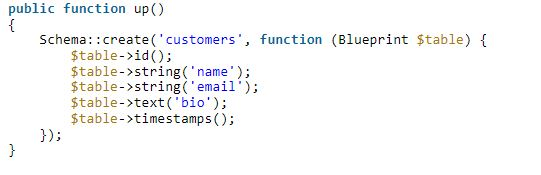 public function up()
{
    Schema::create('customers', function (Blueprint $table) {
        $table->id();
        $table->string('name');
        $table->string('email');
        $table->text('bio');
        $table->timestamps();
    });
}